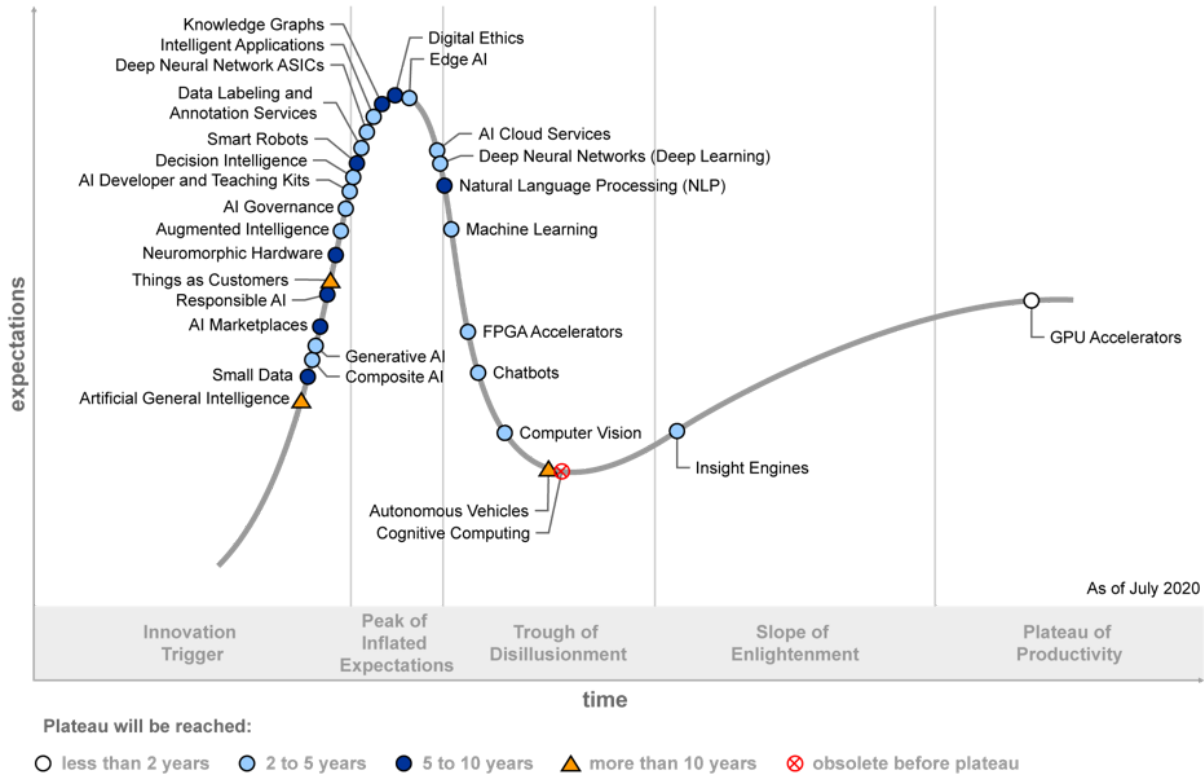 Knowledge Graphs
Intelligent Applications
Deep Neural Network ASICs
Data Labeling and
Annotation Services
Smart Robots
Decision Intelligence
AI Developer and Teaching Kits
AI Governance
Augmented Intelligence
Neuromorphic Hardware
Things as Customers
Responsible AI
AI Marketplaces
Generative AI
Composite AI
Small Data
Artificial General Intelligence
Digital Ethics
Edge AI
AI Cloud Services
Deep Neural Networks (Deep Learning)
Natural Language Processing (NLP)
Machine Learning
FPGA Accelerators
Chatbots
Computer Vision
Autonomous Vehicles
Cognitive Computing
Insight Engines
GPU Accelerators
expectations
As of July 2020
Innovation
Trigger
Peak of
Inflated
Expectations
Trough of
Disillusionment
Slope of
Enlightenment
Plateau of
Productivity
time
Plateau will be reached:
less than 2 years
2 to 5 years
5 to 10 years
more than 10 years
obsolete before plateau